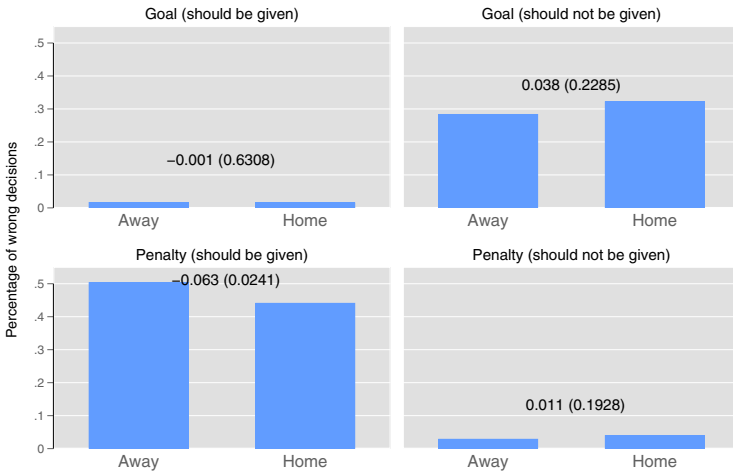 Goal (should be given)
Goal (should not be given)
.5
.4
.3
.2
.1
0
−0.001 (0.6308)
0.038 (0.2285)
Away
Home
Away
Home
Percentage of wrong decisions
Penalty (should be given)
Penalty (should not be given)
.5
.4
.3
.2
.1
0
−0.063 (0.0241)
0.011 (0.1928)
Away
Home
Away
Home